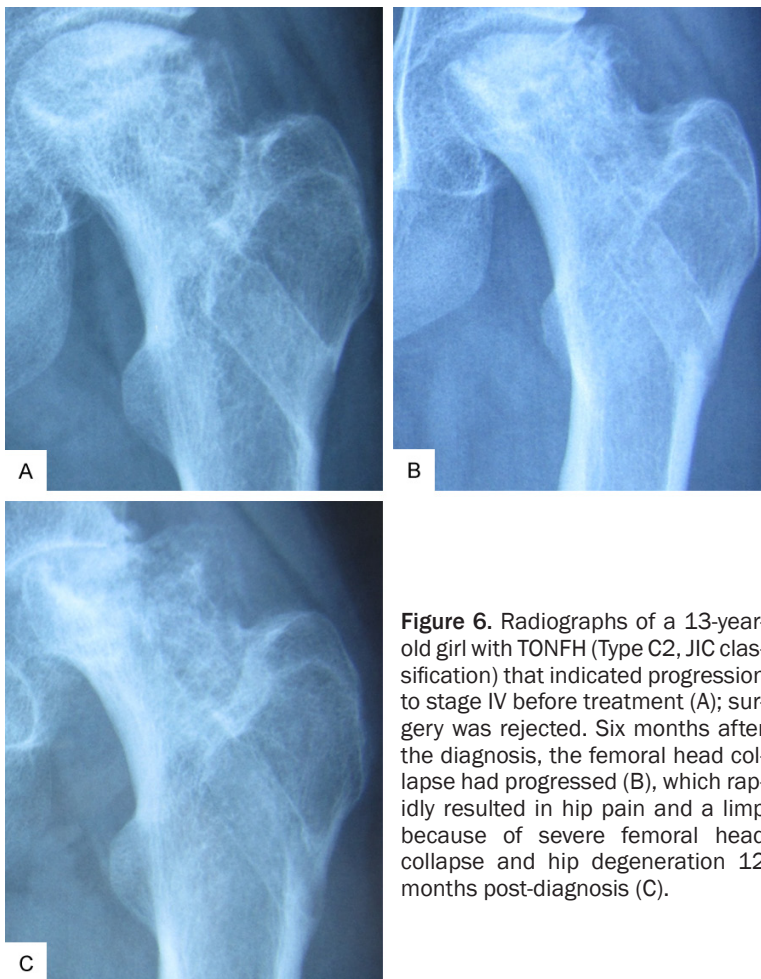 A
B
C
Figure 6. Radiographs of a 13-year-
old girl with TONFH (Type C2, JIC clas-
sification) that indicated progression
to stage IV before treatment (A); sur-
gery was rejected. Six months after
the diagnosis, the femoral head col-
lapse had progressed (B), which rap-
idly resulted in hip pain and a limp
because of severe femoral head
collapse and hip degeneration 12
months post-diagnosis (C).